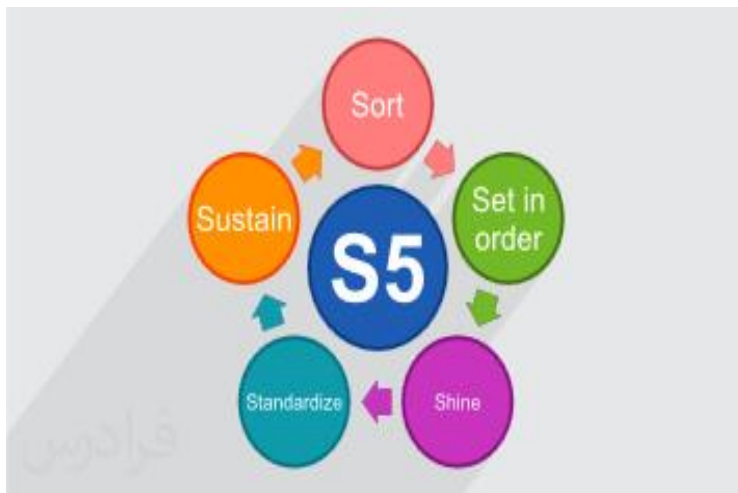 Sort
Set in
order
Shine
Standardize
Sustain
S5
فرادرس